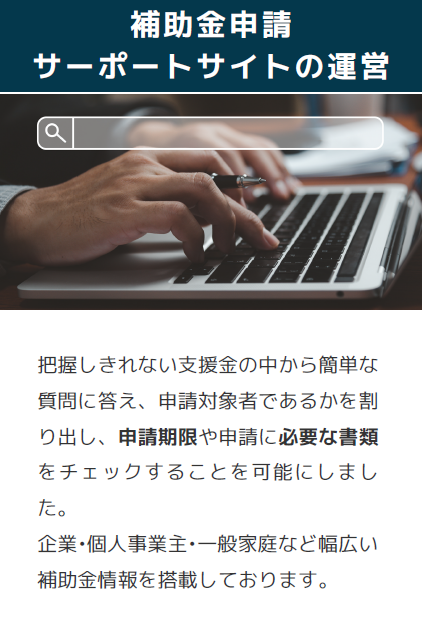 補助金申請
サーポートサイトの運営
把握しきれない支援金の中から簡単な
質問に答え、申請対象者であるかを割
り出し、申請期限や申請に必要な書類
をチェックすることを可能にしまし
た。
企業・個人事業主・一般家庭など幅広い
補助金情報を搭載しております。